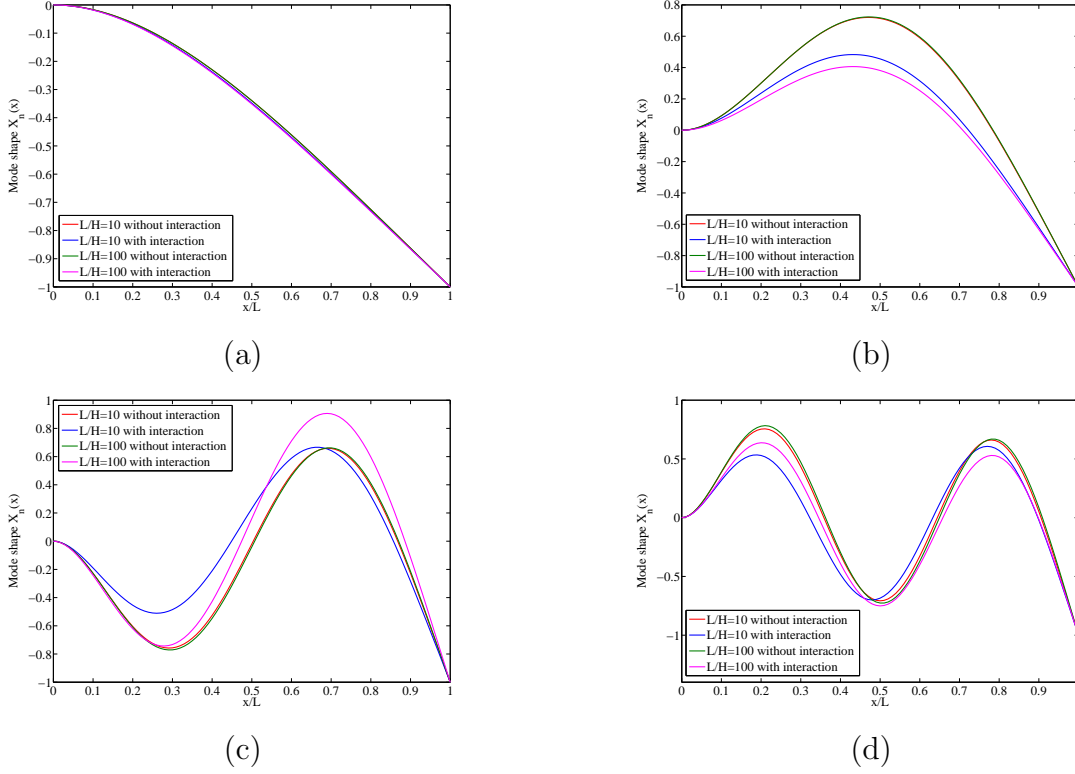 0
−0.1
−0.2
−0.3
−0.4
−0.5
−0.6
−0.7
−0.8
−0.9
−1
Mode shape X_n(x)
L/H=10 without interaction
L/H=10 with interaction
L/H=100 without interaction
L/H=100 with interaction
0 0.1 0.2 0.3 0.4 0.5 0.6 0.7 0.8 0.9 1
x/L
(a)
0.8
0.6
0.4
0.2
0
−0.2
−0.4
−0.6
−0.8
−1
Mode shape X_n(x)
L/H=10 without interaction
L/H=10 with interaction
L/H=100 without interaction
L/H=100 with interaction
0 0.1 0.2 0.3 0.4 0.5 0.6 0.7 0.8 0.9
x/L
(b)
1
0.8
0.6
0.4
0.2
0
−0.2
−0.4
−0.6
−0.8
−1
Mode shape X_n(x)
L/H=10 without interaction
L/H=10 with interaction
L/H=100 without interaction
L/H=100 with interaction
0 0.1 0.2 0.3 0.4 0.5 0.6 0.7 0.8 0.9 1
x/L
(c)
1
0.5
0
−0.5
−1
Mode shape X_n(x)
L/H=10 without interaction
L/H=10 with interaction
L/H=100 without interaction
L/H=100 with interaction
0 0.1 0.2 0.3 0.4 0.5 0.6 0.7 0.8 0.9
x/L
(d)